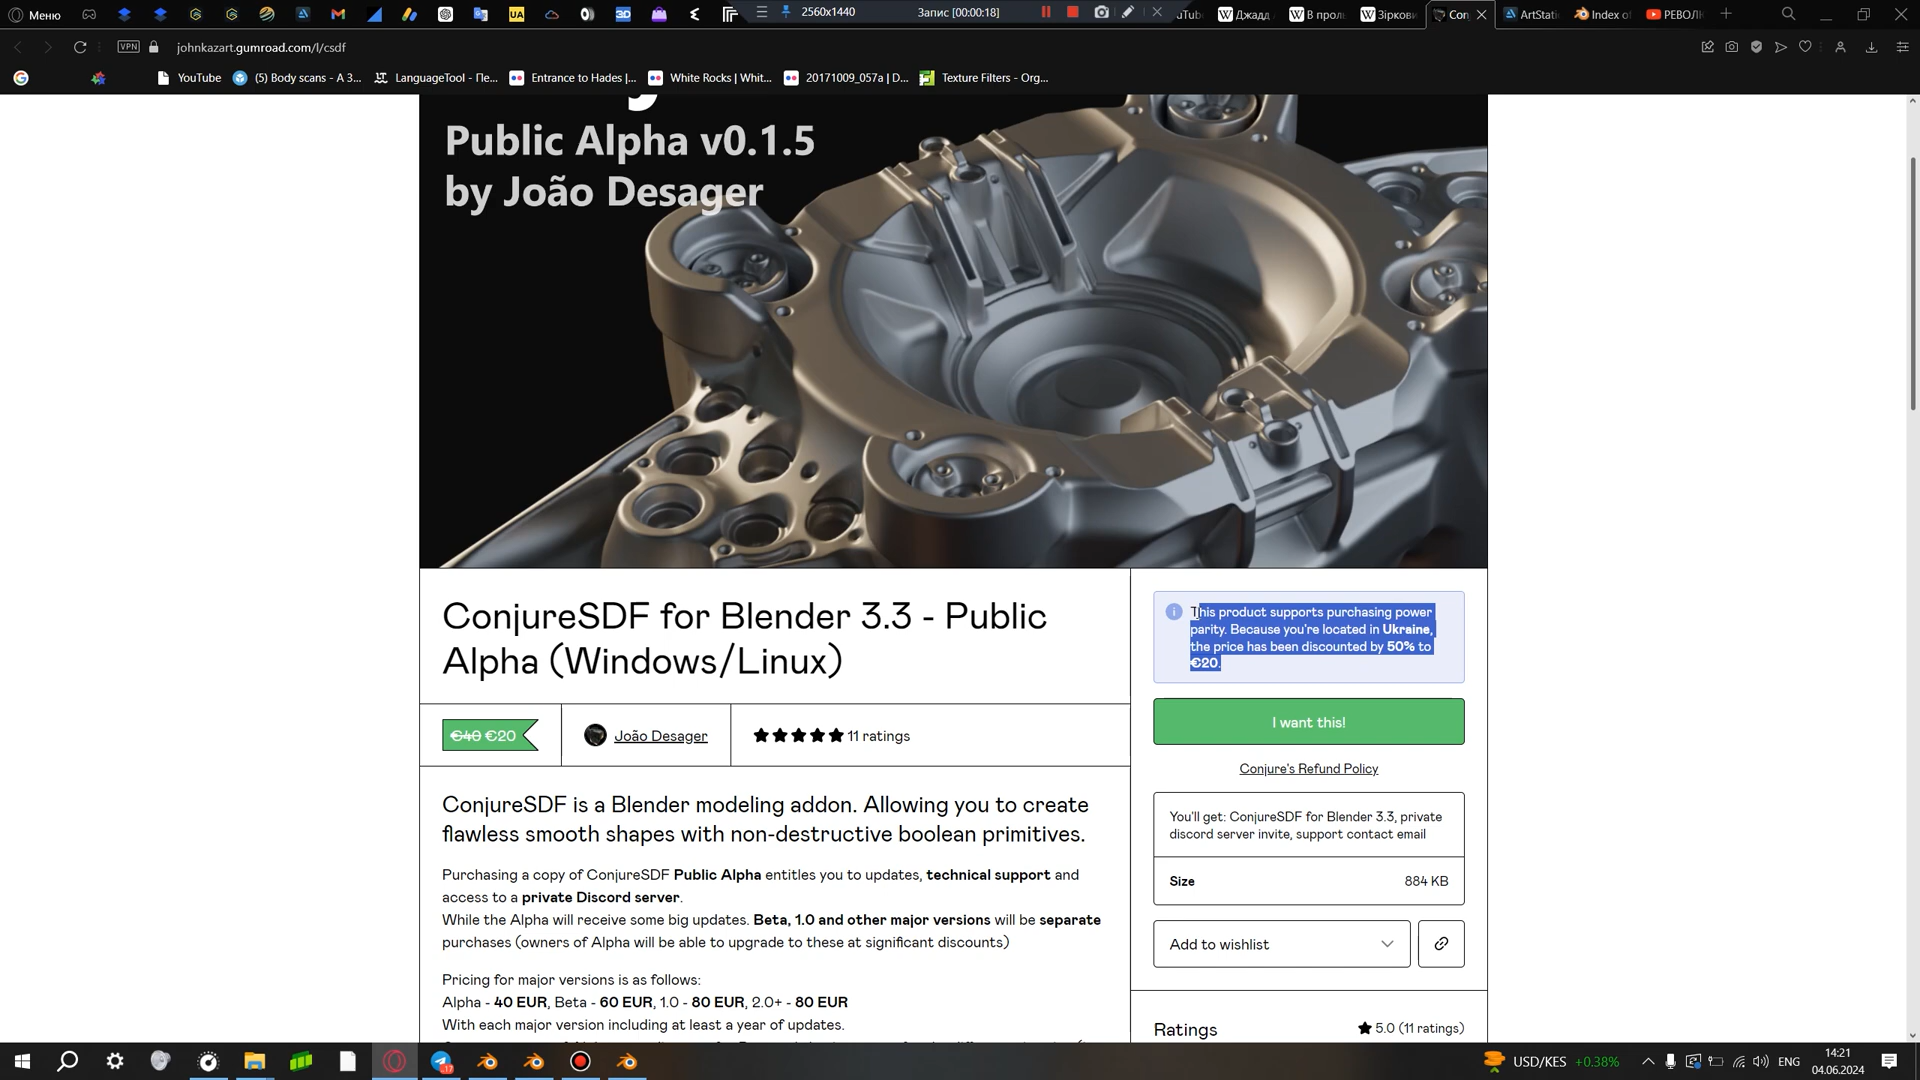 Меню
2560x1440
Запис [00:00:18]
Джадд
В проль
Зіркові
Con
ArtStati
Index of
VPN
johnkazart.gumroad.com/l/csdf
YouTube
(5) Body scans - A 3...
LanguageTool - Пе...
Entrance to Hades |...
White Rocks | Whit...
20171009_057a | D...
Texture Filters - Org...
Public Alpha v0.1.5
by João Desager
ConjureSDF for Blender 3.3 - Public
Alpha (Windows/Linux)
This product supports purchasing power
parity. Because you're located in Ukraine,
the price has been discounted by 50% to
€20.
I want this!
€40 €20
João Desager
11 ratings
Conjure's Refund Policy
ConjureSDF is a Blender modeling addon. Allowing you to create
flawless smooth shapes with non-destructive boolean primitives.
You'll get: ConjureSDF for Blender 3.3, private
discord server invite, support contact email
Size
884 KB
Purchasing a copy of ConjureSDF Public Alpha entitles you to updates, technical support and
access to a private Discord server.
While the Alpha will receive some big updates. Beta, 1.0 and other major versions will be separate
purchases (owners of Alpha will be able to upgrade to these at significant discounts)
Add to wishlist
Pricing for major versions is as follows:
Alpha - 40 EUR, Beta - 60 EUR, 1.0 - 80 EUR, 2.0+ - 80 EUR
With each major version including at least a year of updates.
Ratings
5.0 (11 ratings)
USD/KES +0.38%
ENG
14:21
04.06.2024